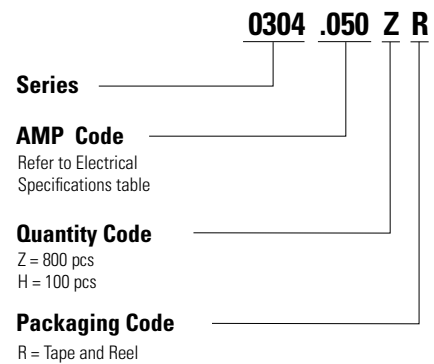 0304 .050 Z R
Series
AMP Code
Refer to Electrical
Specifications table
Quantity Code
Z = 800 pcs
H = 100 pcs
Packaging Code
R = Tape and Reel